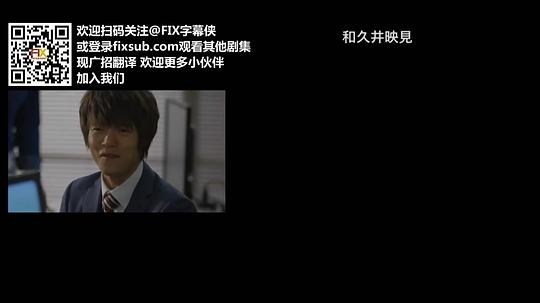 欢迎扫码关注@FIX字幕侠
或登录fixsub.com观看其他剧集
现广招翻译 欢迎更多小伙伴
加入我们
FIX
和久井映見